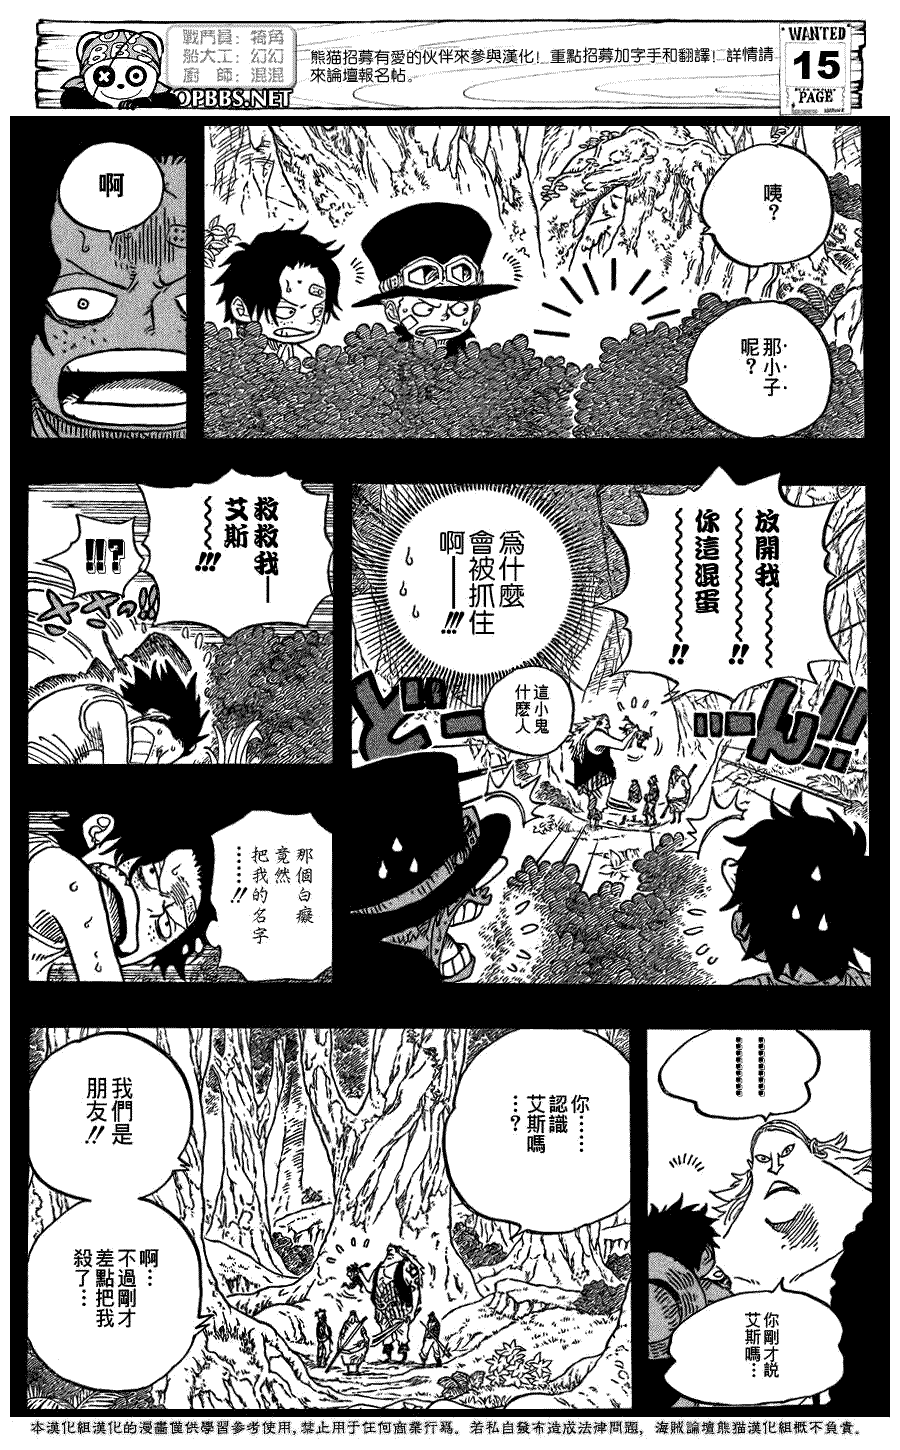 戰鬥員：犄角
船大工：幻幻
廚　師：混混
OPBBS.NET
熊猫招募有愛的伙伴來參與漢化！重點招募加字手和翻譯！詳情請
來論壇報名帖。
WANTED
15
PAGE
咦？
那小子
呢？
啊
放開我～～
你這混蛋
～～!!
為什麼
會被抓住
啊——!!!
這小鬼
什麼人
どーーん!!
救救我—
艾斯
～～!!!
!!?
那個白癡
竟然
把我的名字
……!!
………
你剛才說
艾斯嗎…
你……
認識
艾斯嗎
…？
我們是
朋友!!
啊…
不過剛才
差點把我
殺了…
本漢化組漢化的漫畫僅供學習參考使用，禁止用于任何商業行爲。若私自發布造成法律問題，海賊論壇熊猫漢化組概不負責。